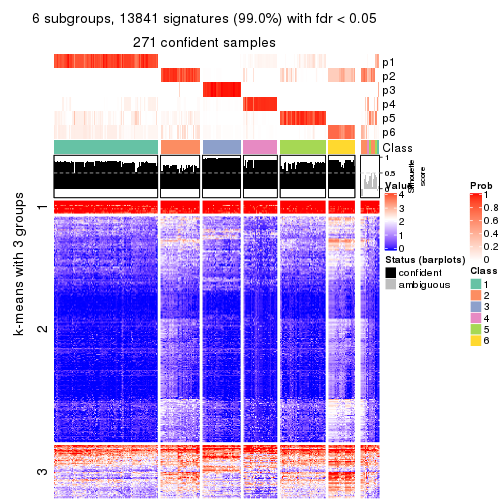 6 subgroups, 13841 signatures (99.0%) with fdr < 0.05
271 confident samples
p1
p2
p3
p4
p5
p6
Class
1
0.5
0
Silhouette
score
k-means with 3 groups
1
2
3
Value
4
3
2
1
0
Status (barplots)
confident
ambiguous
Prob
1
0.8
0.6
0.4
0.2
0
Class
1
2
3
4
5
6